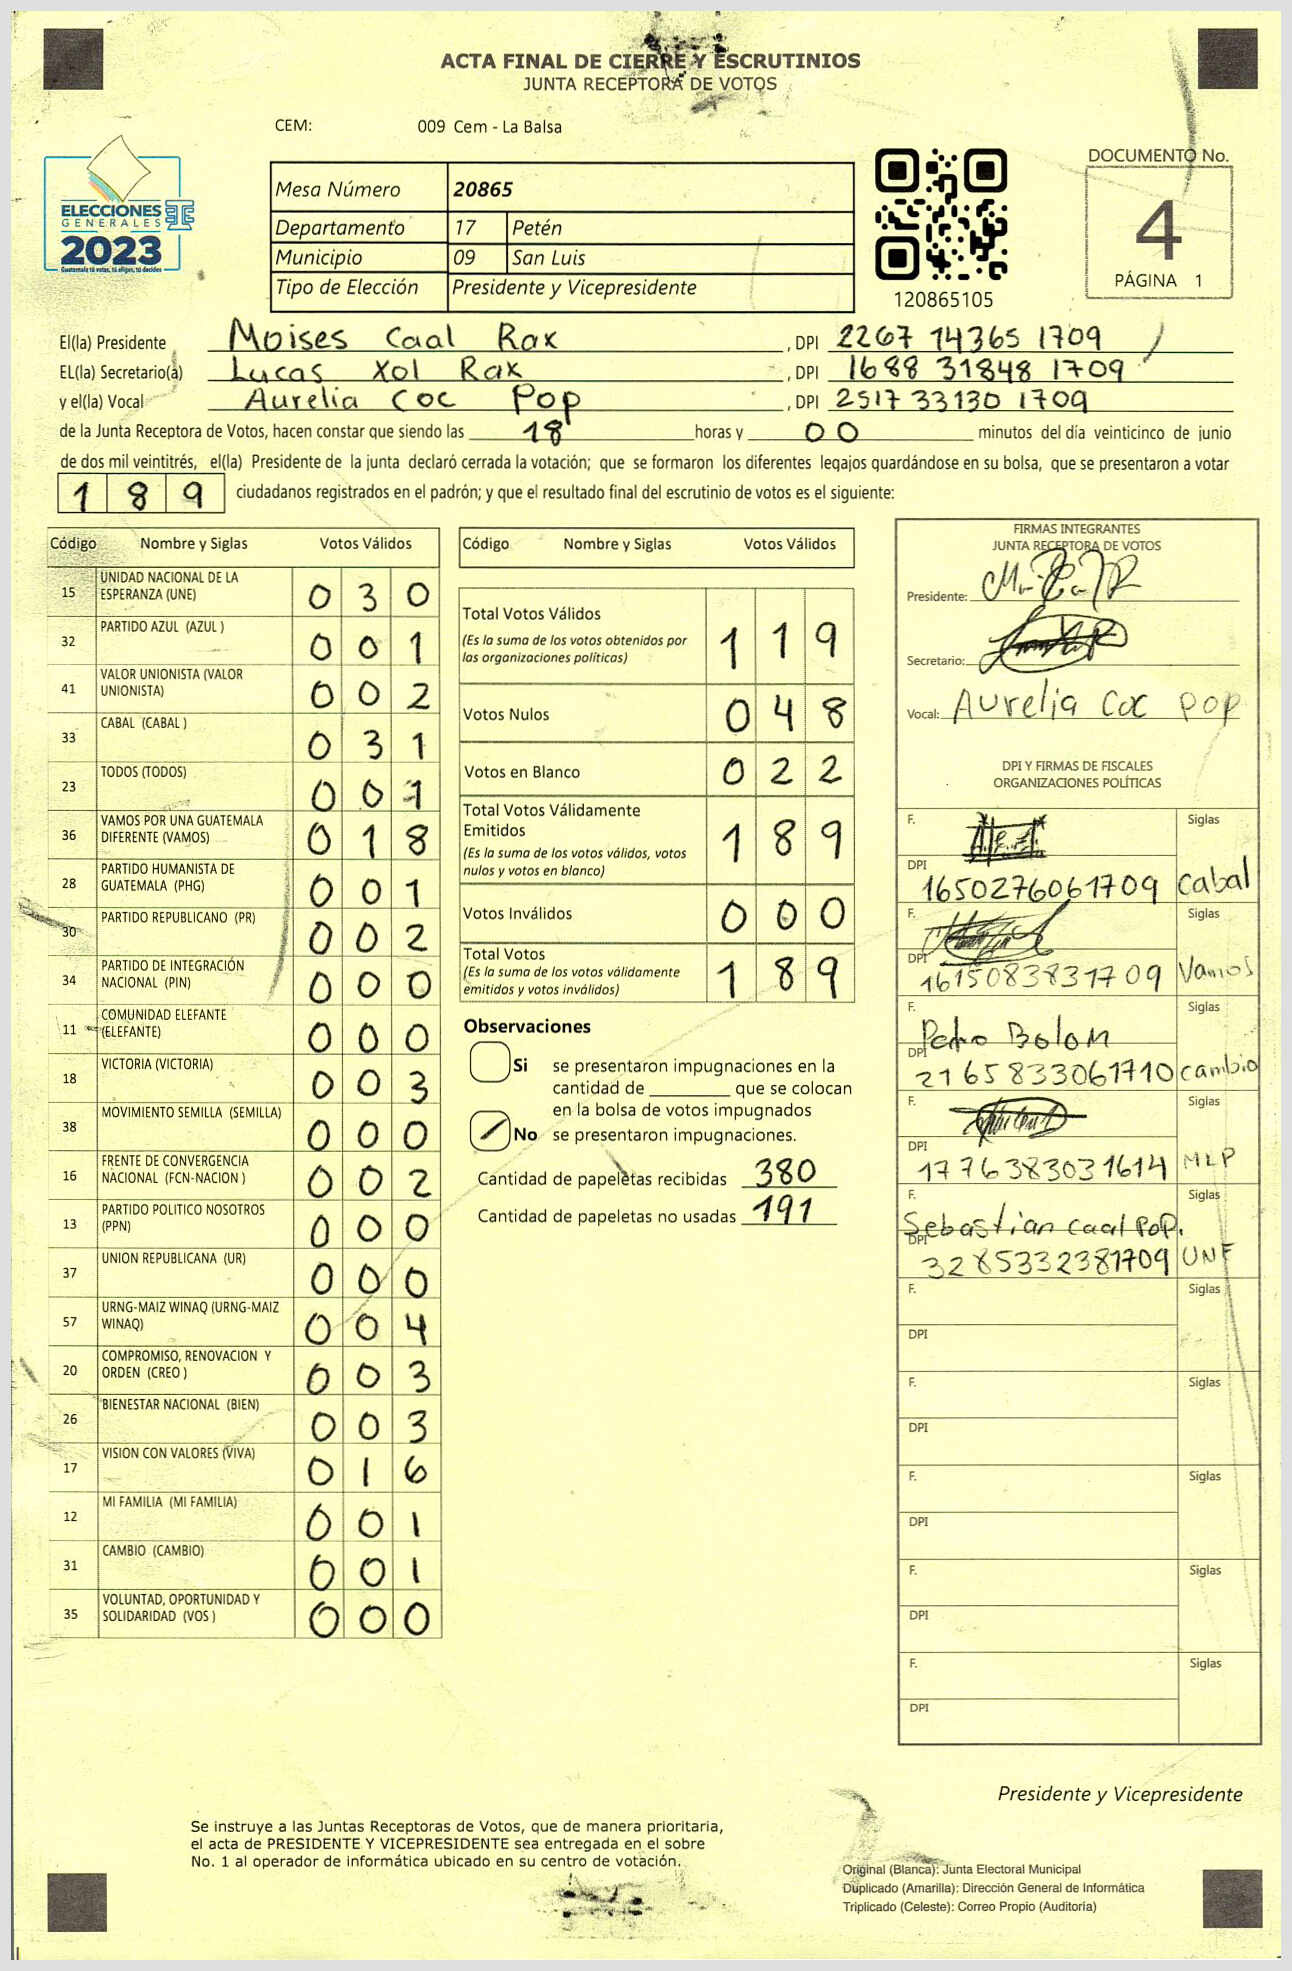 ACTA FINAL DE CIERRE Y ESCRUTINIOS
JUNTA RECEPTORA DE VOTOS
CEM: 009 Cem - La Balsa
ELECCIONES
GENERALES
2023
Guatemala tú votas, tú eliges, tú decides
Mesa Número 20865
Departamento 17 Petén
Municipio 09 San Luis
Tipo de Elección Presidente y Vicepresidente
120865105
DOCUMENTO No.
4
PÁGINA 1
El(la) Presidente Moises Caal Rax , DPI 2267 14365 1709
EL(la) Secretario(a) Lucas Xol Rax , DPI 1688 31848 1709
y el(la) Vocal Aurelia Coc Pop , DPI 2517 33130 1709
de la Junta Receptora de Votos, hacen constar que siendo las 18 horas y 00 minutos del día veinticinco de junio
de dos mil veintitrés, el(la) Presidente de la junta declaró cerrada la votación; que se formaron los diferentes legajos guardándose en su bolsa, que se presentaron a votar
189 ciudadanos registrados en el padrón; y que el resultado final del escrutinio de votos es el siguiente:
Código Nombre y Siglas Votos Válidos
15 UNIDAD NACIONAL DE LA
ESPERANZA (UNE) 0 3 0
32 PARTIDO AZUL (AZUL ) 0 0 1
41 VALOR UNIONISTA (VALOR
UNIONISTA) 0 0 2
33 CABAL (CABAL ) 0 3 1
23 TODOS (TODOS) 0 0 1
36 VAMOS POR UNA GUATEMALA
DIFERENTE (VAMOS) 0 1 8
28 PARTIDO HUMANISTA DE
GUATEMALA (PHG) 0 0 1
30 PARTIDO REPUBLICANO (PR) 0 0 2
34 PARTIDO DE INTEGRACIÓN
NACIONAL (PIN) 0 0 0
11 COMUNIDAD ELEFANTE
(ELEFANTE) 0 0 0
18 VICTORIA (VICTORIA) 0 0 3
38 MOVIMIENTO SEMILLA (SEMILLA) 0 0 0
16 FRENTE DE CONVERGENCIA
NACIONAL (FCN-NACION ) 0 0 2
13 PARTIDO POLITICO NOSOTROS
(PPN) 0 0 0
37 UNION REPUBLICANA (UR) 0 0 0
57 URNG-MAIZ WINAQ (URNG-MAIZ
WINAQ) 0 0 4
20 COMPROMISO, RENOVACION Y
ORDEN (CREO ) 0 0 3
26 BIENESTAR NACIONAL (BIEN) 0 0 3
17 VISION CON VALORES (VIVA) 0 1 6
12 MI FAMILIA (MI FAMILIA) 0 0 1
31 CAMBIO (CAMBIO) 0 0 1
35 VOLUNTAD, OPORTUNIDAD Y
SOLIDARIDAD (VOS ) 0 0 0
Código Nombre y Siglas Votos Válidos
Total Votos Válidos 1 1 9
(Es la suma de los votos obtenidos por
las organizaciones políticas)
Votos Nulos 0 4 8
Votos en Blanco 0 2 2
Total Votos Válidamente
Emitidos 1 8 9
(Es la suma de los votos válidos, votos
nulos y votos en blanco)
Votos Inválidos 0 0 0
Total Votos 1 8 9
(Es la suma de los votos válidamente
emitidos y votos inválidos)
Observaciones
Si se presentaron impugnaciones en la
cantidad de ________ que se colocan
en la bolsa de votos impugnados
No se presentaron impugnaciones.
Cantidad de papeletas recibidas 380
Cantidad de papeletas no usadas 191
FIRMAS INTEGRANTES
JUNTA RECEPTORA DE VOTOS
Presidente:
Secretario:
Vocal: Aurelia Coc pop
DPI Y FIRMAS DE FISCALES
ORGANIZACIONES POLÍTICAS
F. Siglas
DPI 1650276061709 Cabal
F. Siglas
DPI 1615083831709 Vamos
F. Pedro Bolom Siglas
DPI 2165833061710 cambio
F. Siglas
DPI 1776383031614 MLP
F. Sebastian caal pop. Siglas
DPI 3285332381709 UNE
F. Siglas
DPI
F. Siglas
DPI
F. Siglas
DPI
F. Siglas
DPI
F. Siglas
DPI
Presidente y Vicepresidente
Se instruye a las Juntas Receptoras de Votos, que de manera prioritaria,
el acta de PRESIDENTE Y VICEPRESIDENTE sea entregada en el sobre
No. 1 al operador de informática ubicado en su centro de votación.
Original (Blanca): Junta Electoral Municipal
Duplicado (Amarilla): Dirección General de Informática
Triplicado (Celeste): Correo Propio (Auditoría)